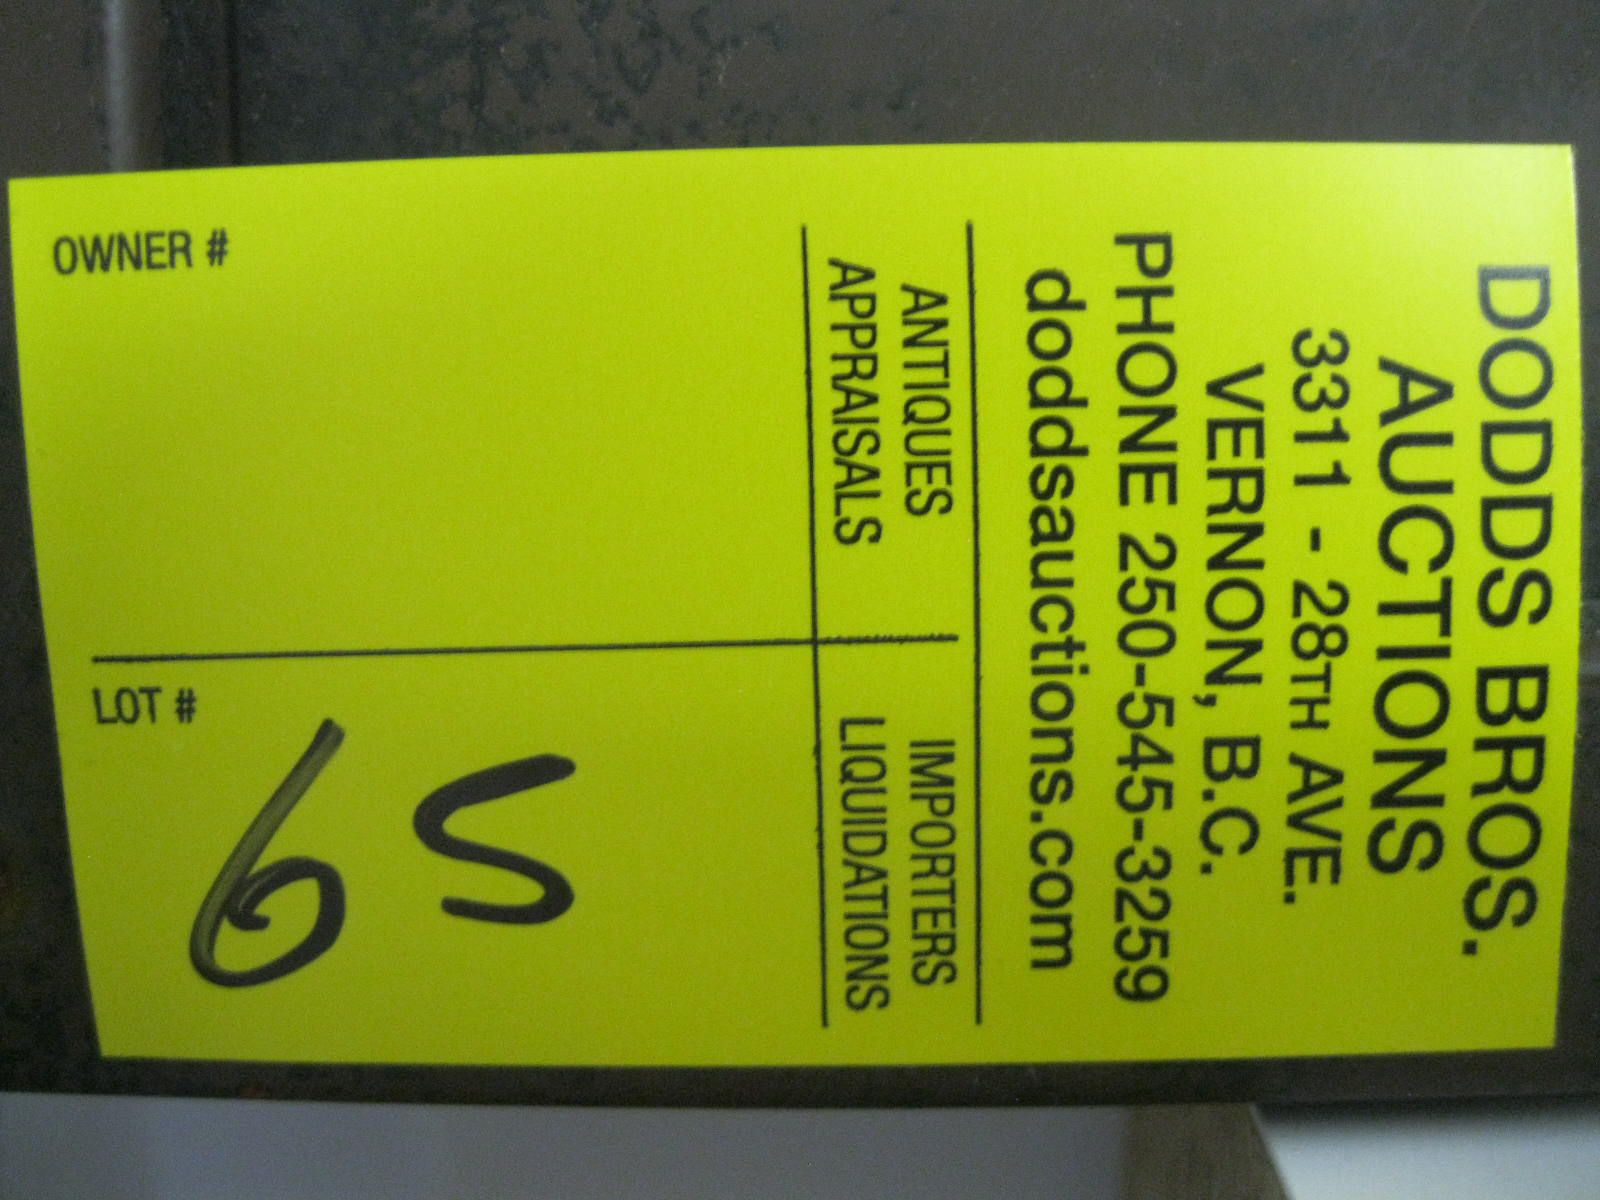 DODDS BROS.
AUCTIONS
3311 - 28TH AVE.
VERNON, B.C.
PHONE 250-545-3259
doddsauctions.com
ANTIQUES
APPRAISALS
IMPORTERS
LIQUIDATIONS
OWNER #
LOT #
65